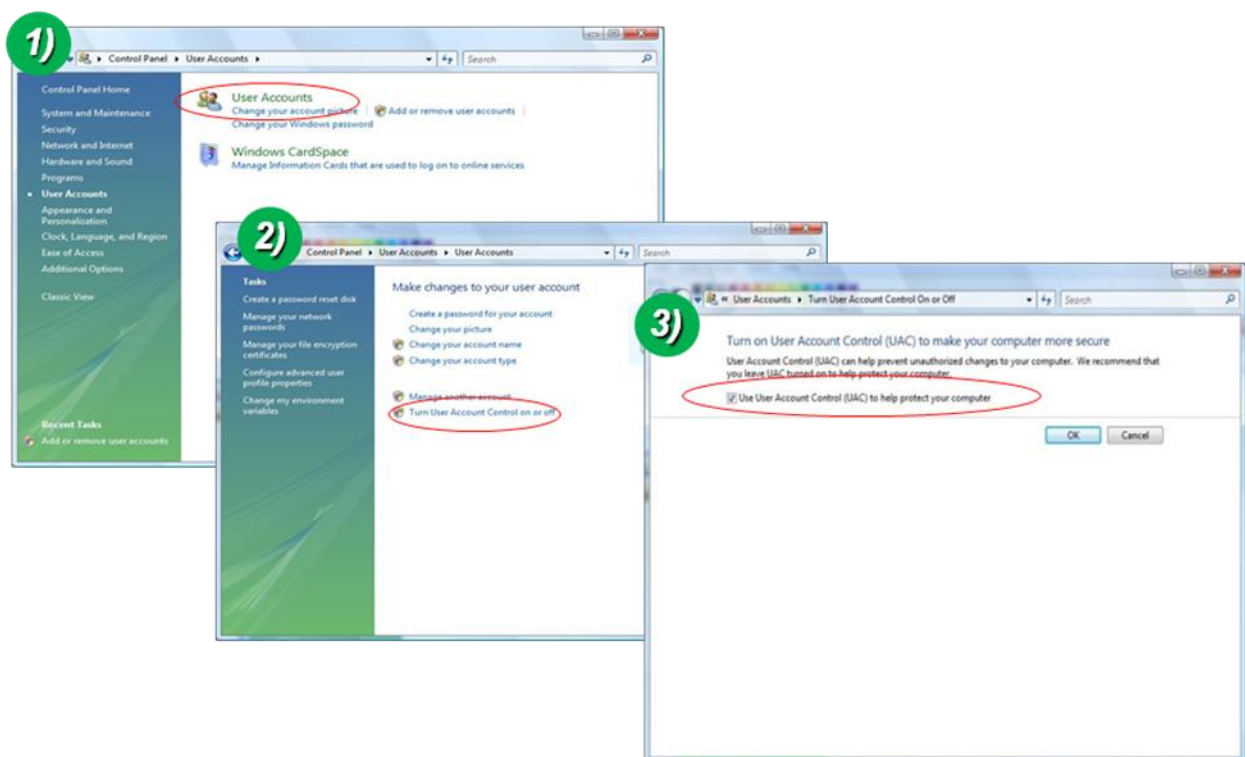 1)
Control Panel ▸ User Accounts ▸
Search
Control Panel Home
System and Maintenance
Security
Network and Internet
Hardware and Sound
Programs
User Accounts
Appearance and
Personalization
Clock, Language, and Region
Ease of Access
Additional Options
Classic View
Recent Tasks
Add or remove user accounts
User Accounts
Change your account picture
Add or remove user accounts
Change your Windows password
Windows CardSpace
Manage Information Cards that are used to log on to online services
2)
Control Panel ▸ User Accounts ▸ User Accounts
Search
Tasks
Create a password reset disk
Manage your network
passwords
Manage your file encryption
certificates
Configure advanced user
profile properties
Change my environment
variables
Make changes to your user account
Create a password for your account
Change your picture
Change your account name
Change your account type
Manage another account
Turn User Account Control on or off
3)
« User Accounts ▸ Turn User Account Control On or Off
Search
Turn on User Account Control (UAC) to make your computer more secure
User Account Control (UAC) can help prevent unauthorized changes to your computer. We recommend that
you leave UAC turned on to help protect your computer.
Use User Account Control (UAC) to help protect your computer
OK
Cancel